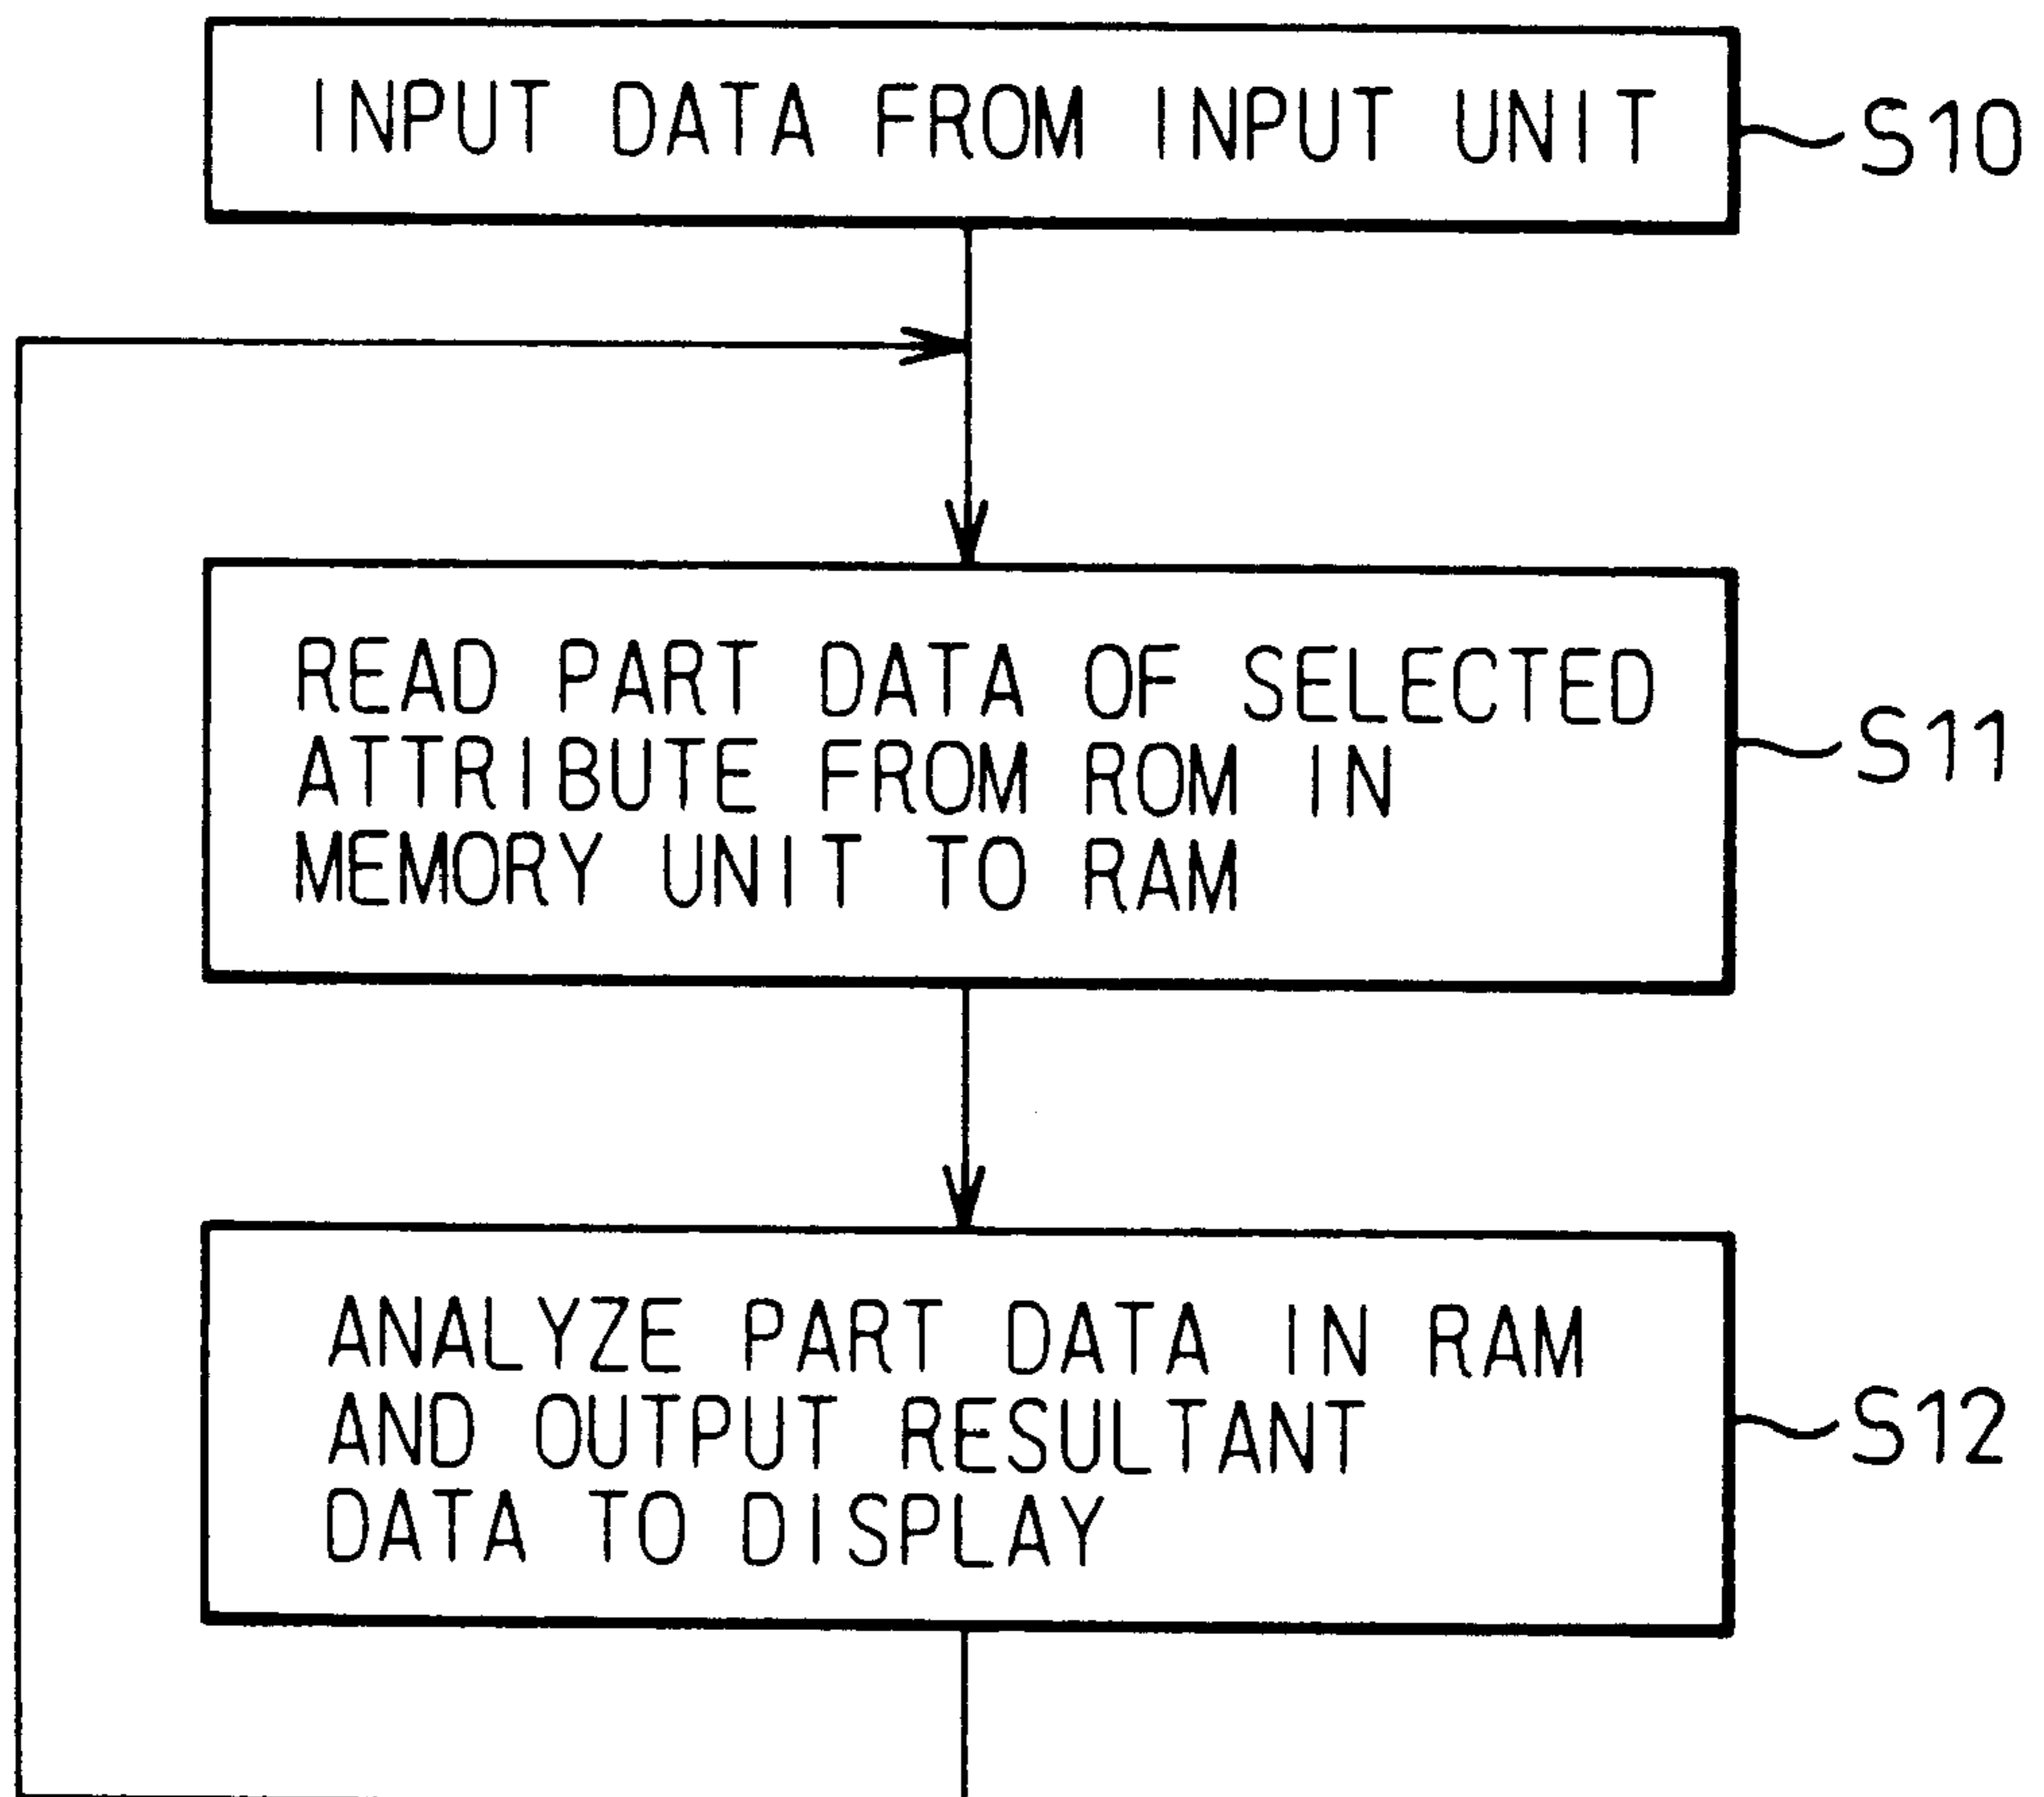 INPUT DATA FROM INPUT UNIT
S10
READ PART DATA OF SELECTED
ATTRIBUTE FROM ROM IN
MEMORY UNIT TO RAM
S11
ANALYZE PART DATA IN RAM
AND OUTPUT RESULTANT
DATA TO DISPLAY
S12